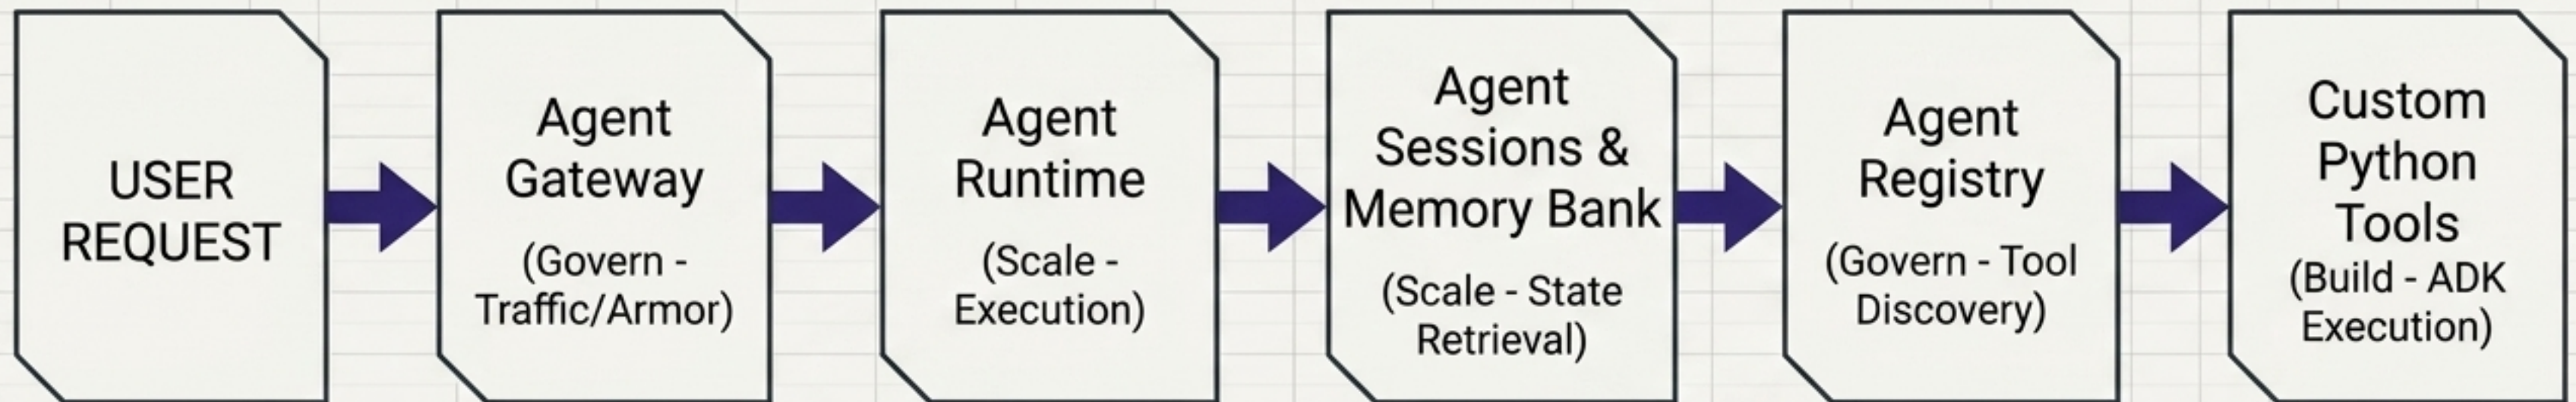 USER
REQUEST
Agent
Gateway
(Govern -
Traffic/Armor)
Agent
Runtime
(Scale -
Execution)
Agent
Sessions &
Memory Bank
(Scale - State
Retrieval)
Agent
Registry
(Govern - Tool
Discovery)
Custom
Python
Tools
(Build - ADK
Execution)